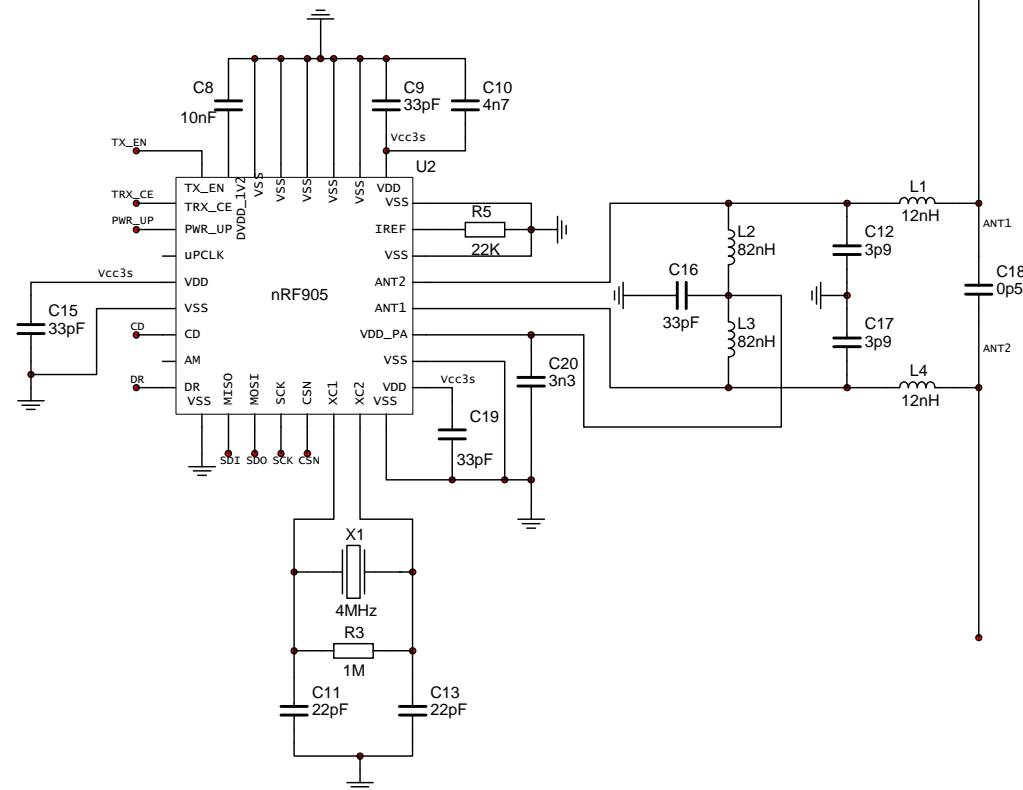 C8
10nF
C9
33pF
C10
4n7
Vcc3s
TX_EN
U2
TX_EN
DVDD_1V2
VSS
VSS
VSS
VSS
VSS
VDD
VSS
TRX_CE
TRX_CE
PWR_UP
PWR_UP
IREF
R5
22K
uPCLK
VSS
Vcc3s
VDD
ANT2
nRF905
VSS
ANT1
C15
33pF
CD
CD
VDD_PA
AM
VSS
DR
DR
VDD
Vcc3s
VSS
MISO
MOSI
SCK
CSN
XC1
XC2
VSS
SDI
SDO
SCK
CSN
C19
33pF
C20
3n3
C16
33pF
L2
82nH
L3
82nH
C12
3p9
C17
3p9
L1
12nH
L4
12nH
ANT1
C18
0p5
ANT2
X1
4MHz
R3
1M
C11
22pF
C13
22pF